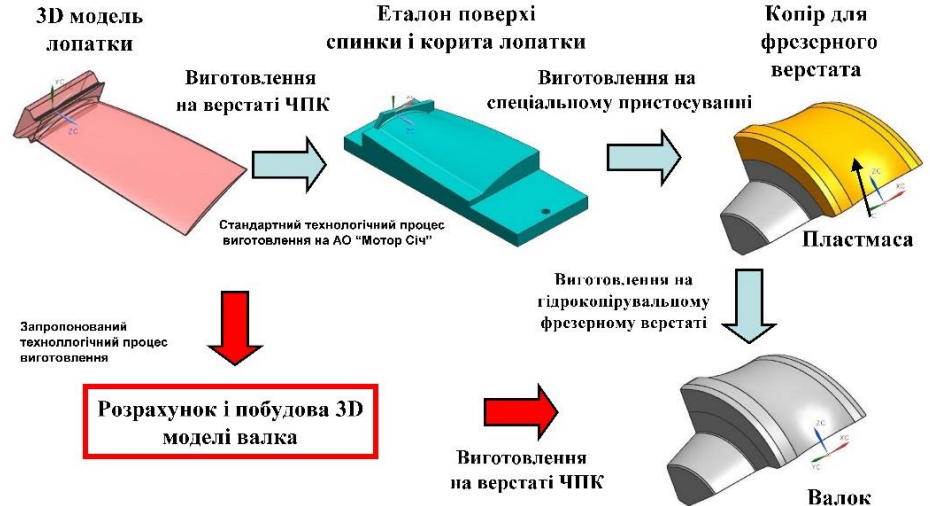 3D модель
лопатки
Еталон поверхі
спинки і корита лопатки
Копір для
фрезерного
верстата
Виготовлення
на верстаті ЧПК
Виготовлення на
спеціальному пристосуванні
Стандартний технологічний процес
виготовлення на АО “Мотор Січ”
Пластмаса
Виготовлення на
гідрокопірувальному
фрезерному верстаті
Запропонований
техноллогічний процес
виготовлення
Розрахунок і побудова 3D
моделі валка
Виготовлення
на верстаті ЧПК
Валок